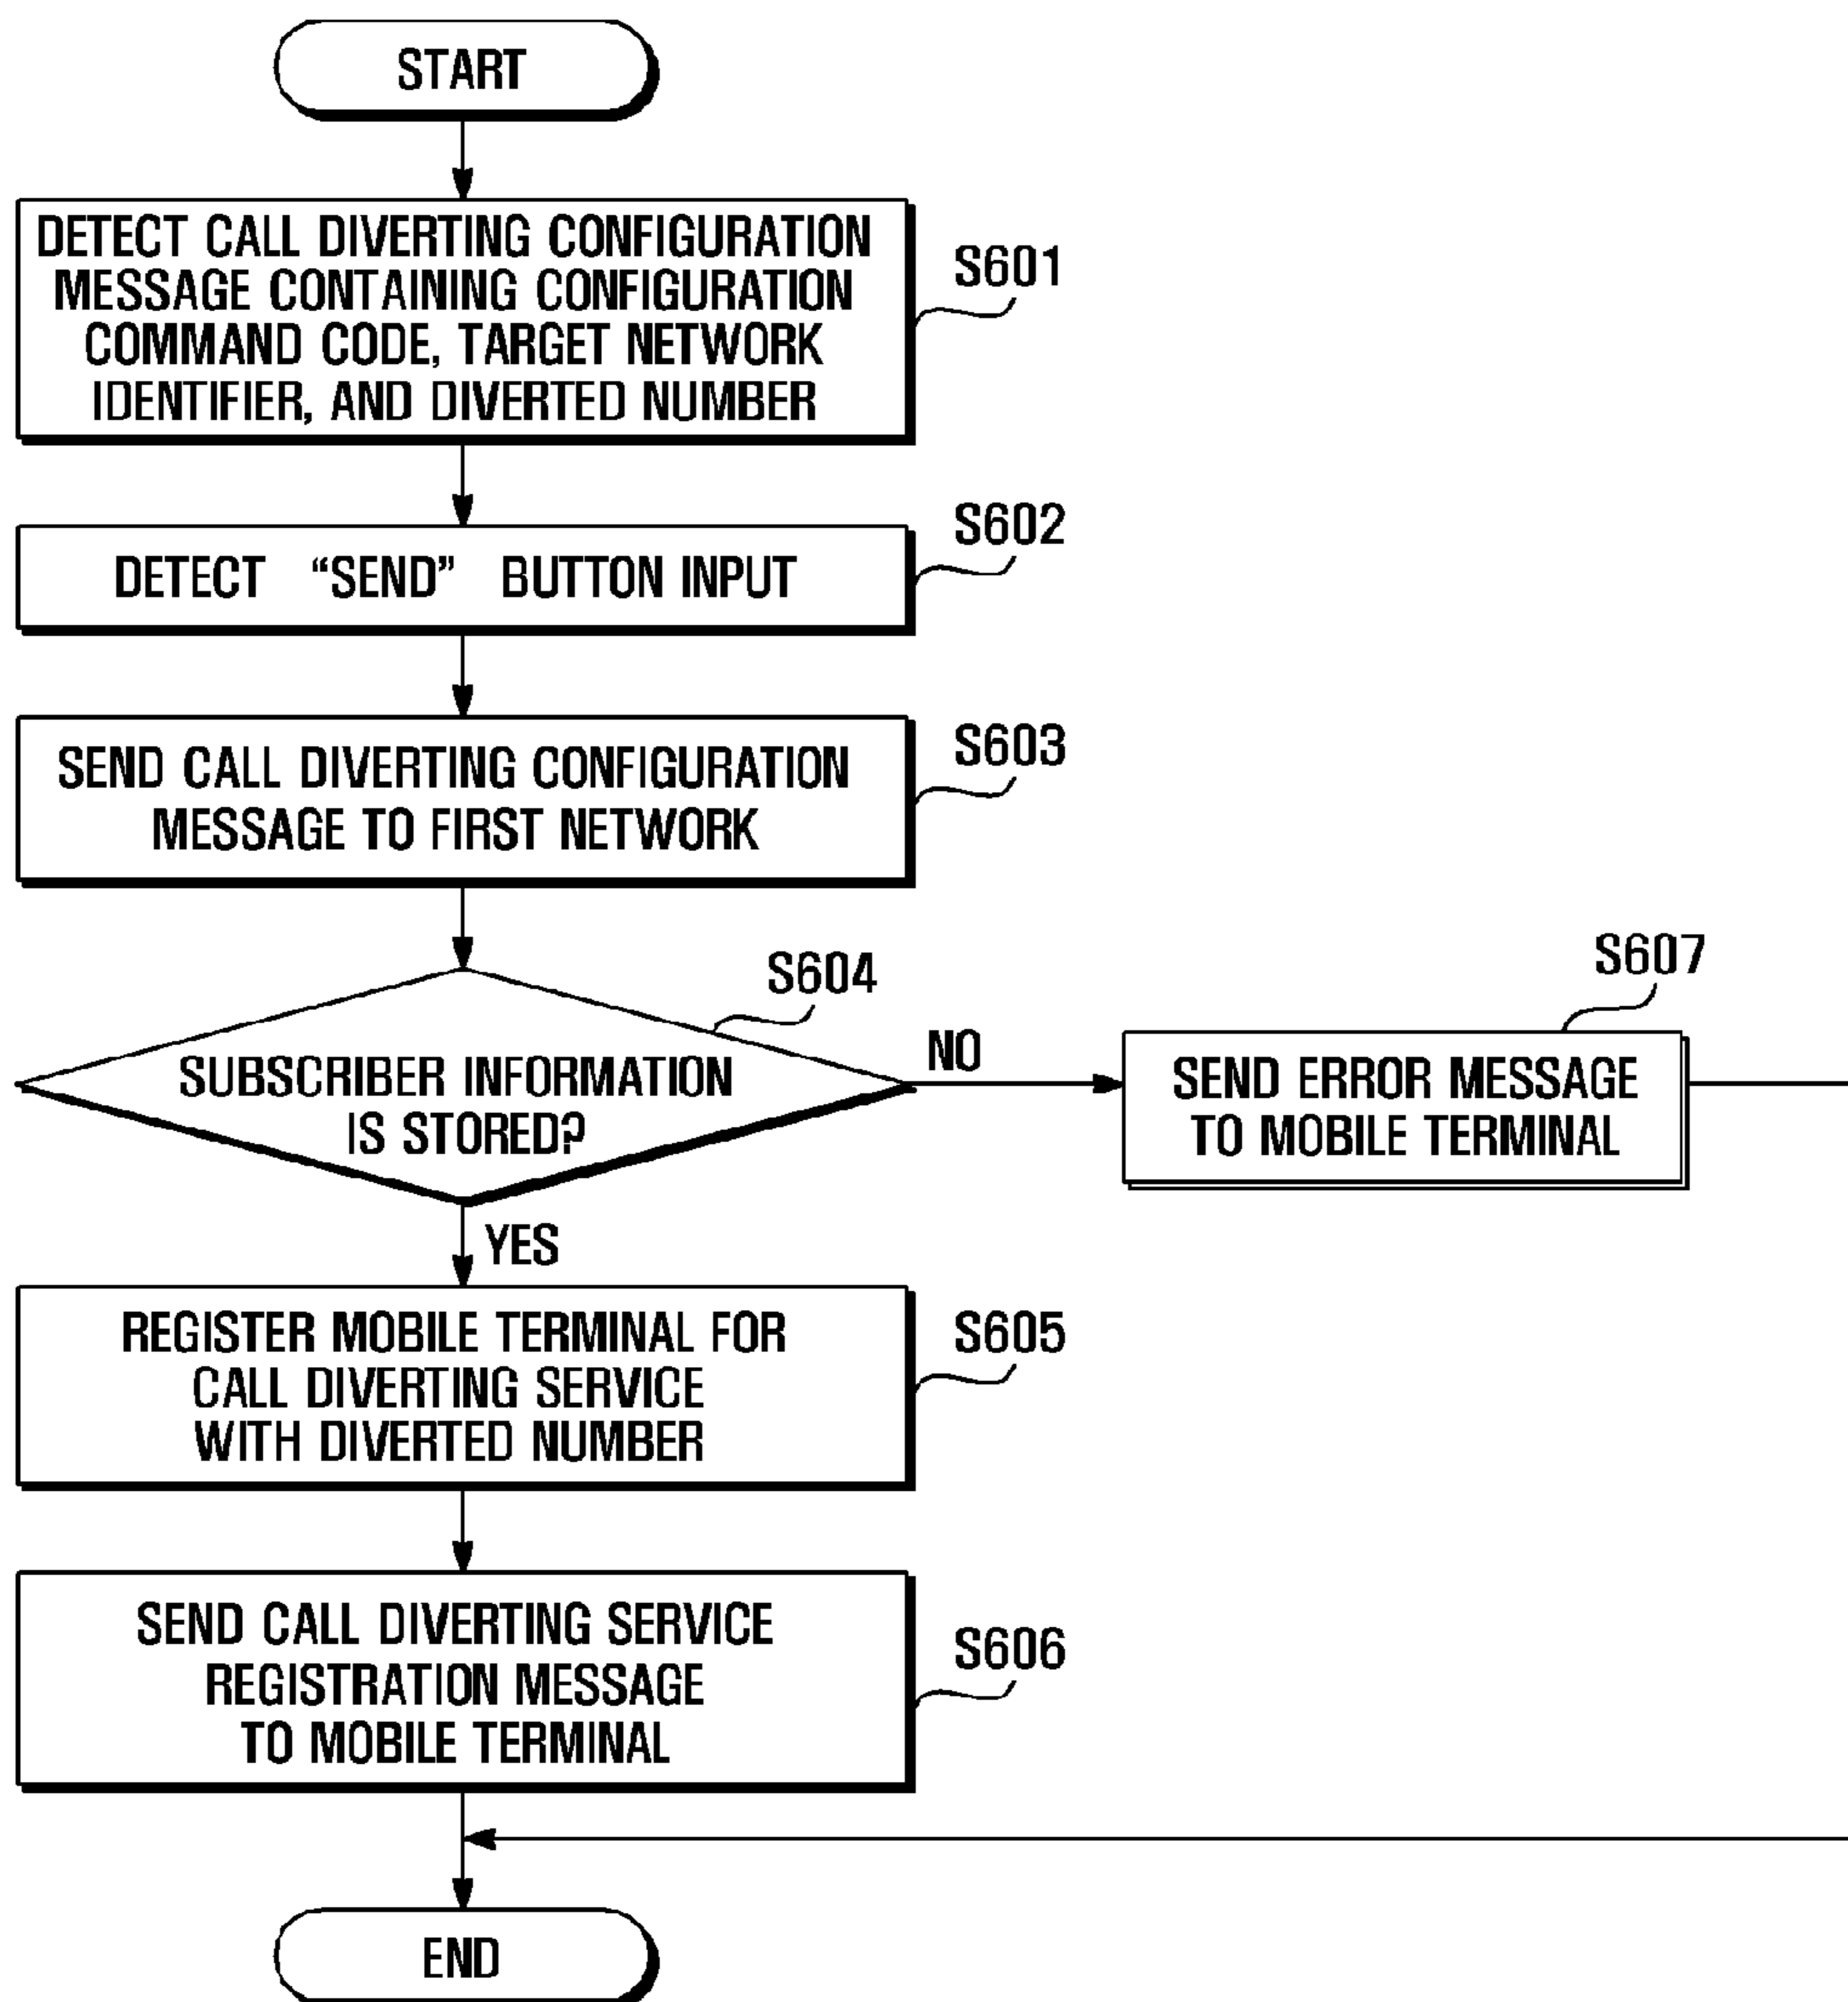 START
DETECT CALL DIVERTING CONFIGURATION
MESSAGE CONTAINING CONFIGURATION
COMMAND CODE, TARGET NETWORK
IDENTIFIER, AND DIVERTED NUMBER
S601
DETECT “SEND” BUTTON INPUT
S602
SEND CALL DIVERTING CONFIGURATION
MESSAGE TO FIRST NETWORK
S603
SUBSCRIBER INFORMATION
IS STORED?
S604
NO
SEND ERROR MESSAGE
TO MOBILE TERMINAL
S607
YES
REGISTER MOBILE TERMINAL FOR
CALL DIVERTING SERVICE
WITH DIVERTED NUMBER
S605
SEND CALL DIVERTING SERVICE
REGISTRATION MESSAGE
TO MOBILE TERMINAL
S606
END